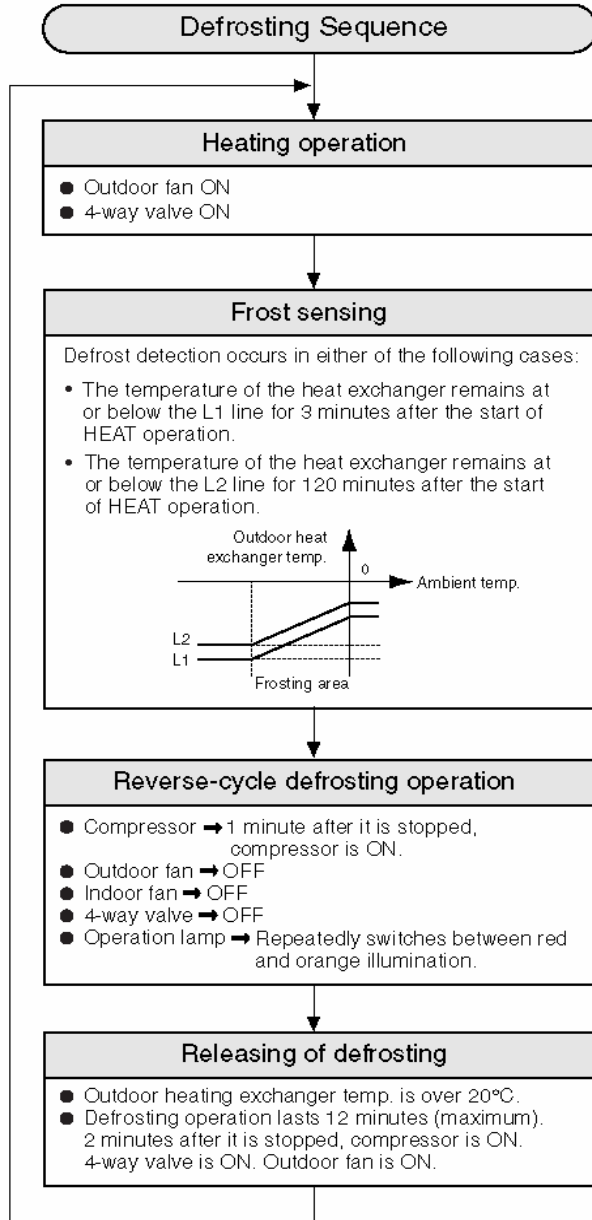 Defrosting Sequence
Heating operation
● Outdoor fan ON
● 4-way valve ON
Frost sensing
Defrost detection occurs in either of the following cases:
• The temperature of the heat exchanger remains at
or below the L1 line for 3 minutes after the start of
HEAT operation.
• The temperature of the heat exchanger remains at
or below the L2 line for 120 minutes after the start
of HEAT operation.
Outdoor heat
exchanger temp.
0
Ambient temp.
L2
L1
Frosting area
Reverse-cycle defrosting operation
● Compressor ➞ 1 minute after it is stopped,
compressor is ON.
● Outdoor fan ➞ OFF
● Indoor fan ➞ OFF
● 4-way valve ➞ OFF
● Operation lamp ➞ Repeatedly switches between red
and orange illumination.
Releasing of defrosting
● Outdoor heating exchanger temp. is over 20°C.
● Defrosting operation lasts 12 minutes (maximum).
2 minutes after it is stopped, compressor is ON.
4-way valve is ON. Outdoor fan is ON.